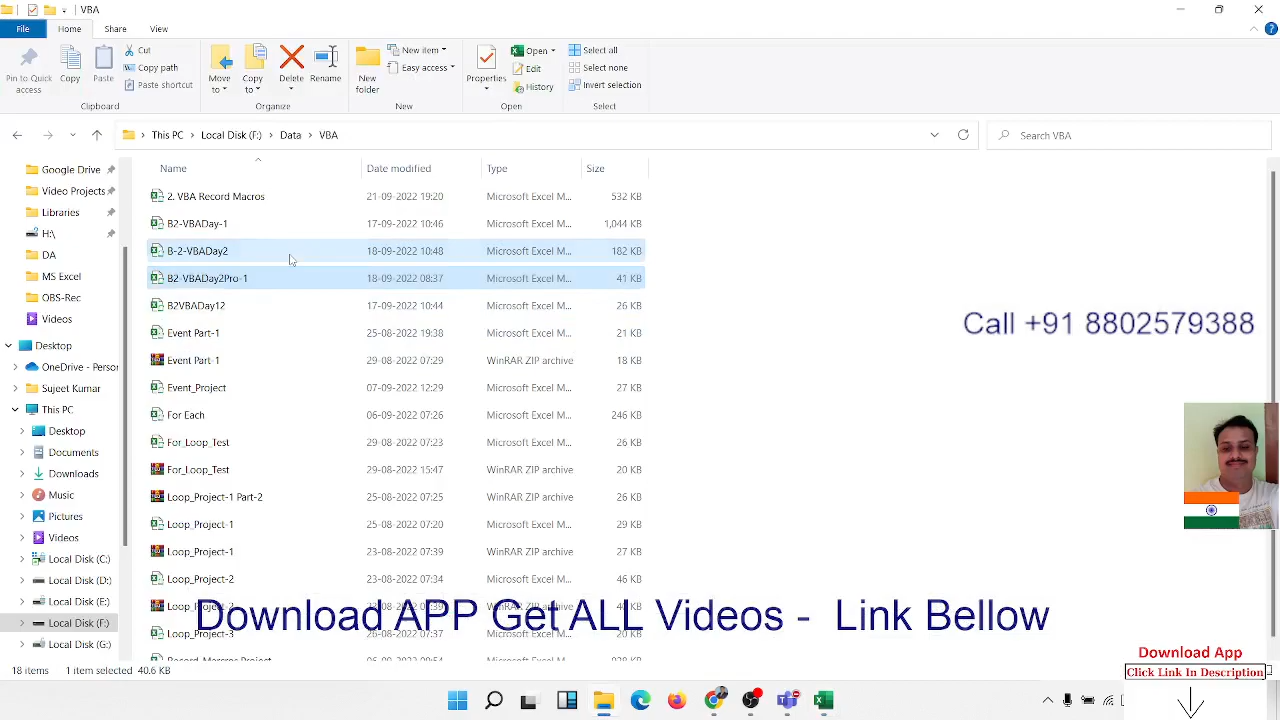 VBA
File
Home
Share
View
Pin to Quick access
Copy
Paste
Cut
Copy path
Paste shortcut
Clipboard
Move to
Copy to
Delete
Rename
Organize
New folder
New item
Easy access
New
Properties
Open
Edit
History
Open
Select all
Select none
Invert selection
Select
This PC > Local Disk (F:) > Data > VBA
Search VBA
Google Drive
Video Projects
Libraries
H:\
DA
MS Excel
OBS-Rec
Videos
Desktop
OneDrive - Perso
Sujeet Kumar
This PC
Desktop
Documents
Downloads
Music
Pictures
Videos
Local Disk (C:)
Local Disk (D:)
Local Disk (E:)
Local Disk (F:)
Local Disk (G:)
Name Date modified Type Size
2. VBA Record Macros 21-09-2022 19:20 Microsoft Excel M... 532 KB
B2-VBADay-1 17-09-2022 10:46 Microsoft Excel M... 1,044 KB
B-2-VBADay2 18-09-2022 10:48 Microsoft Excel M... 182 KB
B2-VBADay2Pro-1 18-09-2022 08:37 Microsoft Excel M... 41 KB
B2VBADay12 17-09-2022 10:44 Microsoft Excel M... 26 KB
Event Part-1 25-08-2022 19:38 Microsoft Excel M... 21 KB
Event Part-1 29-08-2022 07:29 WinRAR ZIP archive 18 KB
Event_Project 07-09-2022 12:29 Microsoft Excel M... 27 KB
For Each 06-09-2022 07:26 Microsoft Excel M... 246 KB
For_Loop_Test 29-08-2022 07:23 Microsoft Excel M... 26 KB
For_Loop_Test 29-08-2022 15:47 WinRAR ZIP archive 20 KB
Loop_Project-1 Part-2 25-08-2022 07:25 WinRAR ZIP archive 26 KB
Loop_Project-1 25-08-2022 07:20 Microsoft Excel M... 29 KB
Loop_Project-1 23-08-2022 07:39 WinRAR ZIP archive 27 KB
Loop_Project-2 23-08-2022 07:34 Microsoft Excel M... 46 KB
Loop_Project-3 26-08-2022 07:37 Microsoft Excel M... 20 KB
Call +91 8802579388
Download APP Get ALL Videos - Link Bellow
Download App
Click Link In Description
18 items 1 item selected 40.6 KB